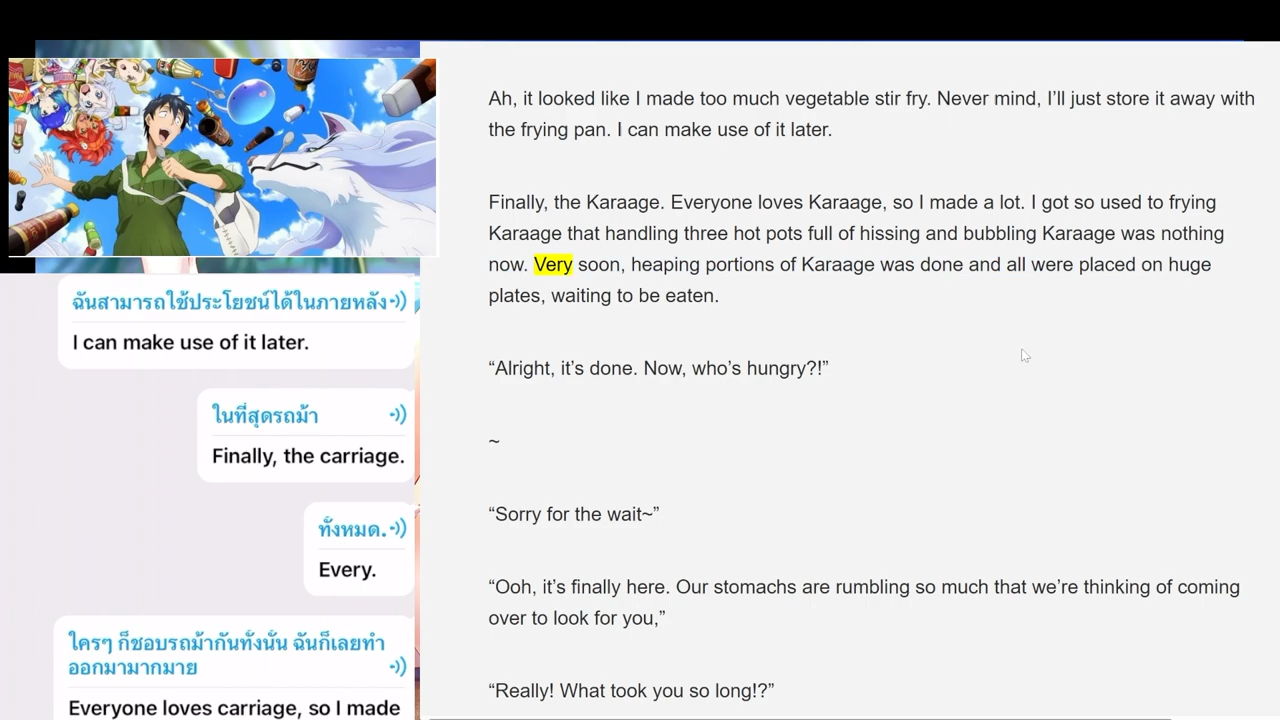 ฉันสามารถใช้ประโยชน์ได้ในภายหลัง
I can make use of it later.
ในที่สุดรถม้า
Finally, the carriage.
ทั้งหมด.
Every.
ใครๆ ก็ชอบรถม้ากันทั้งนั้น ฉันก็เลยทำ
ออกมามากมาย
Everyone loves carriage, so I made
Ah, it looked like I made too much vegetable stir fry. Never mind, I’ll just store it away with
the frying pan. I can make use of it later.
Finally, the Karaage. Everyone loves Karaage, so I made a lot. I got so used to frying
Karaage that handling three hot pots full of hissing and bubbling Karaage was nothing
now. Very soon, heaping portions of Karaage was done and all were placed on huge
plates, waiting to be eaten.
“Alright, it’s done. Now, who’s hungry?!”
~
“Sorry for the wait~”
“Ooh, it’s finally here. Our stomachs are rumbling so much that we’re thinking of coming
over to look for you,”
“Really! What took you so long!?”